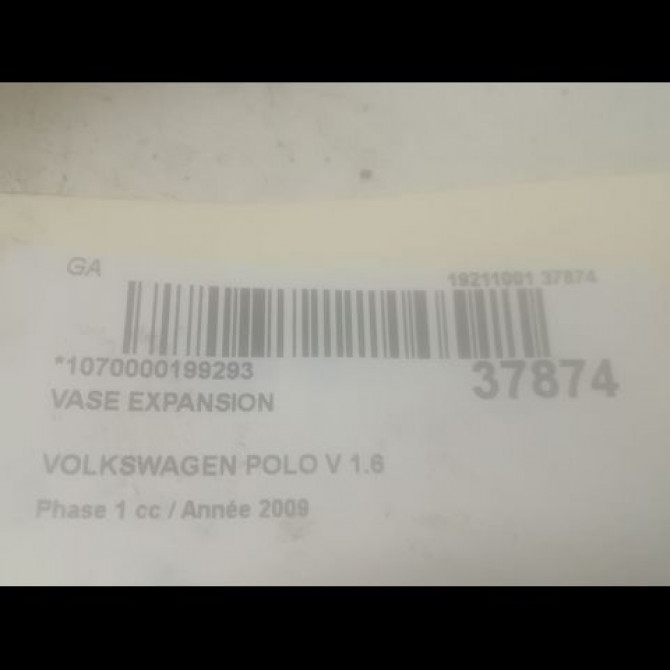 GA
19211001 37874
*1070000199293
37874
VASE EXPANSION
VOLKSWAGEN POLO V 1.6
Phase 1 cc / Année 2009